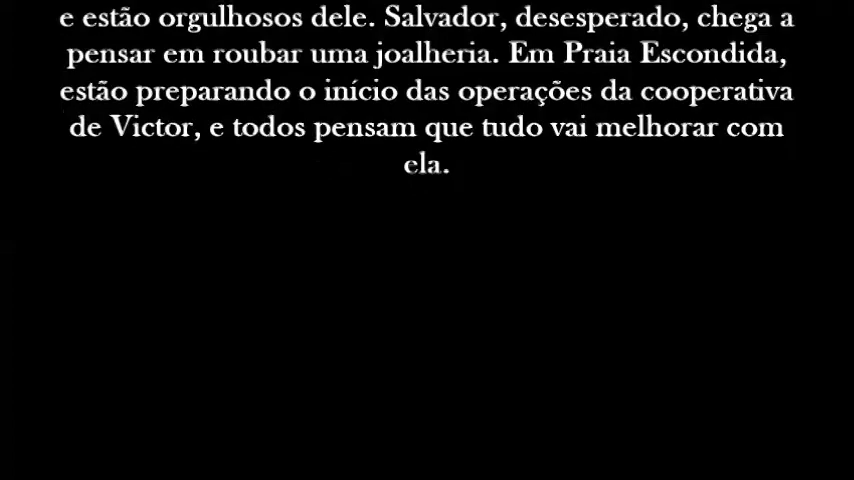 e estão orgulhosos dele. Salvador, desesperado, chega a
pensar em roubar uma joalheria. Em Praia Escondida,
estão preparando o início das operações da cooperativa
de Victor, e todos pensam que tudo vai melhorar com
ela.